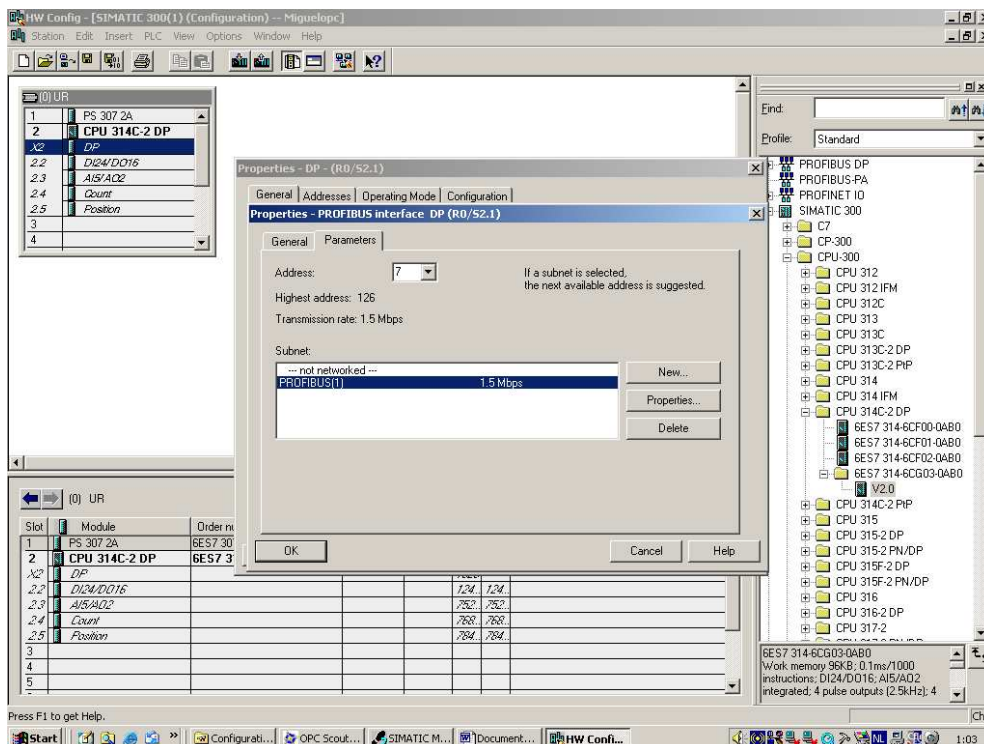 HW Config - [SIMATIC 300(1) (Configuration) -- Miguelopc]
Station Edit Insert PLC View Options Window Help
(0) UR
1 PS 307 2A
2 CPU 314C-2 DP
X2 DP
2.2 DI24/DO16
2.3 AI5/AO2
2.4 Count
2.5 Position
3
4
Properties - DP - (R0/S2.1)
General Addresses Operating Mode Configuration
Properties - PROFIBUS interface DP (R0/S2.1)
General Parameters
Address: 7
If a subnet is selected,
the next available address is suggested.
Highest address: 126
Transmission rate: 1.5 Mbps
Subnet:
--- not networked ---
PROFIBUS(1) 1.5 Mbps
New...
Properties...
Delete
OK Cancel Help
Find:
Profile: Standard
PROFIBUS DP
PROFIBUS-PA
PROFINET IO
SIMATIC 300
C7
CP-300
CPU-300
CPU 312
CPU 312 IFM
CPU 312C
CPU 313
CPU 313C
CPU 313C-2 DP
CPU 313C-2 PtP
CPU 314
CPU 314 IFM
CPU 314C-2 DP
6ES7 314-6CF00-0AB0
6ES7 314-6CF01-0AB0
6ES7 314-6CF02-0AB0
6ES7 314-6CG03-0AB0
V2.0
CPU 314C-2 PtP
CPU 315
CPU 315-2 DP
CPU 315-2 PN/DP
CPU 315F-2 DP
CPU 315F-2 PN/DP
CPU 316
CPU 316-2 DP
CPU 317-2
6ES7 314-6CG03-0AB0
Work memory 96KB; 0.1ms/1000
instructions; DI24/DO16; AI5/AO2
integrated; 4 pulse outputs (2.5kHz); 4
(0) UR
Slot Module Order nu
1 PS 307 2A 6ES7 30
2 CPU 314C-2 DP 6ES7 3
X2 DP
2.2 DI24/DO16 124... 124...
2.3 AI5/AO2 752... 752...
2.4 Count 768... 768...
2.5 Position 784... 784...
3
4
5
Press F1 to get Help. Ch
Start » Configurati... OPC Scout... SIMATIC M... Document... HW Confi... NL 1:03